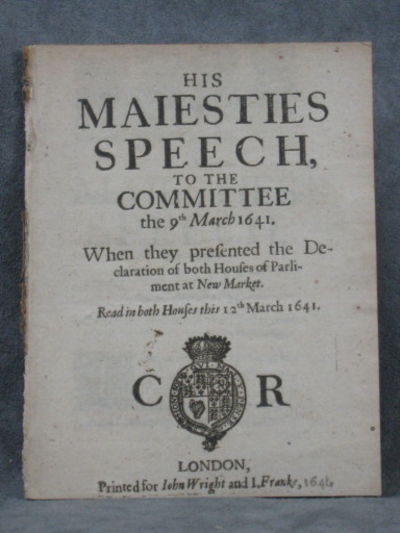 HIS
MAIESTIES
SPEECH,
TO THE
COMMITTEE
the 9th March 1641.
When they preſented the De-
claration of both Houſes of Parli-
ment at New Market.
Read in both Houſes this 12th March 1641.
C R
LONDON,
Printed for Iohn Wright and I. Franke, 1641.